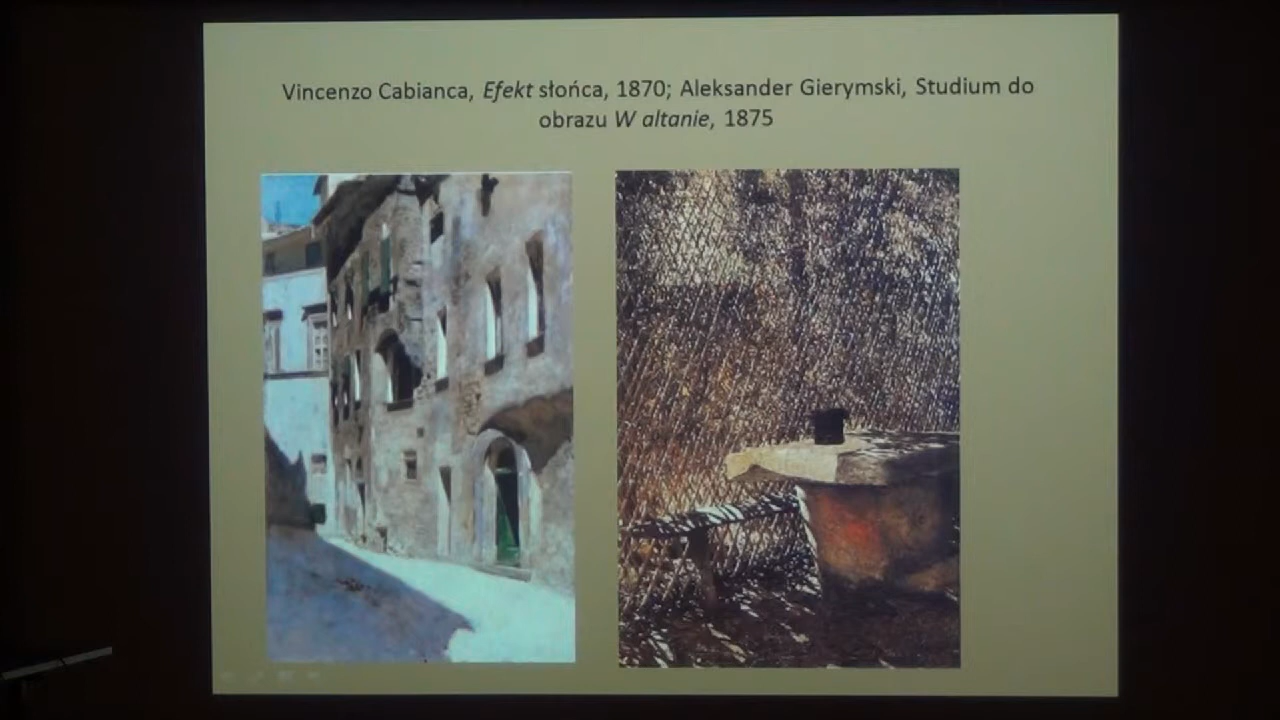 Vincenzo Cabianca, Efekt słońca, 1870; Aleksander Gierymski, Studium do
obrazu W altanie, 1875